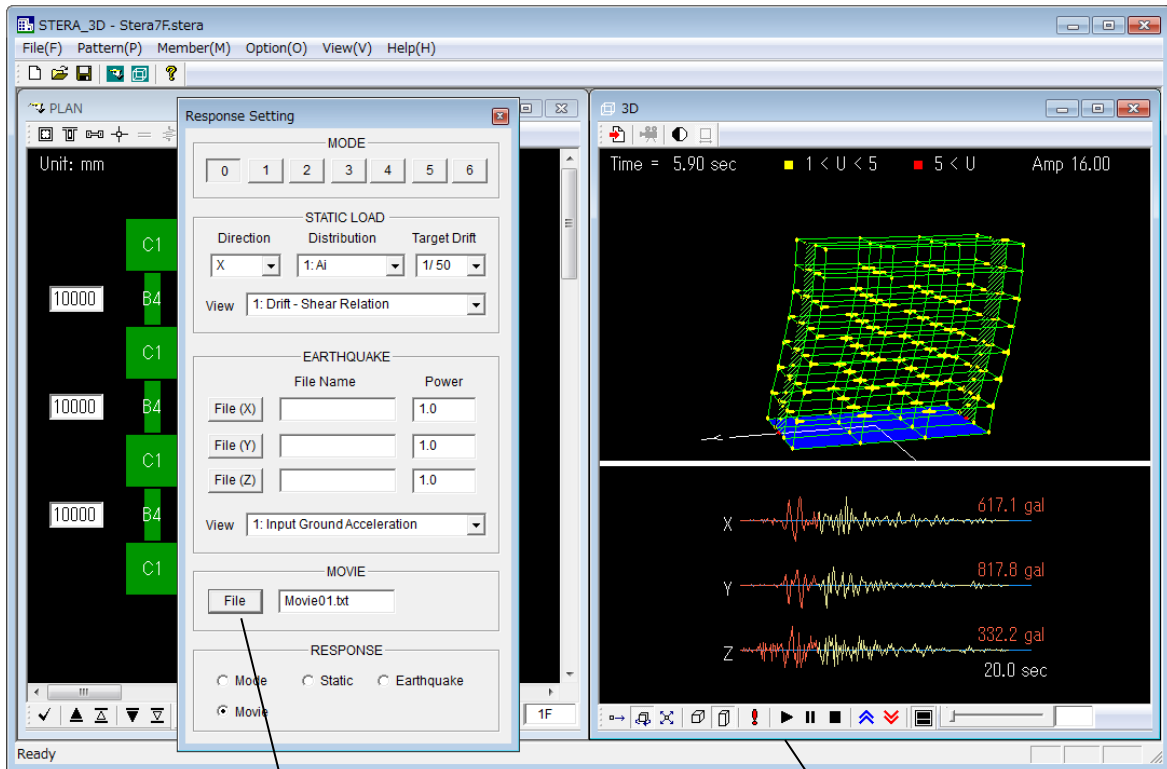 STERA_3D - Stera7F.stera
File(F) Pattern(P) Member(M) Option(O) View(V) Help(H)
PLAN
Unit: mm
C1
10000 B4
C1
10000 B4
C1
10000 B4
C1
1F
Response Setting
MODE
0 1 2 3 4 5 6
STATIC LOAD
Direction Distribution Target Drift
X 1: Ai 1/ 50
View 1: Drift - Shear Relation
EARTHQUAKE
File Name Power
File (X) 1.0
File (Y) 1.0
File (Z) 1.0
View 1: Input Ground Acceleration
MOVIE
File Movie01.txt
RESPONSE
Mode Static Earthquake
Movie
3D
Time = 5.90 sec 1 < U < 5 5 < U Amp 16.00
X 617.1 gal
Y 817.8 gal
Z 332.2 gal
20.0 sec
Ready